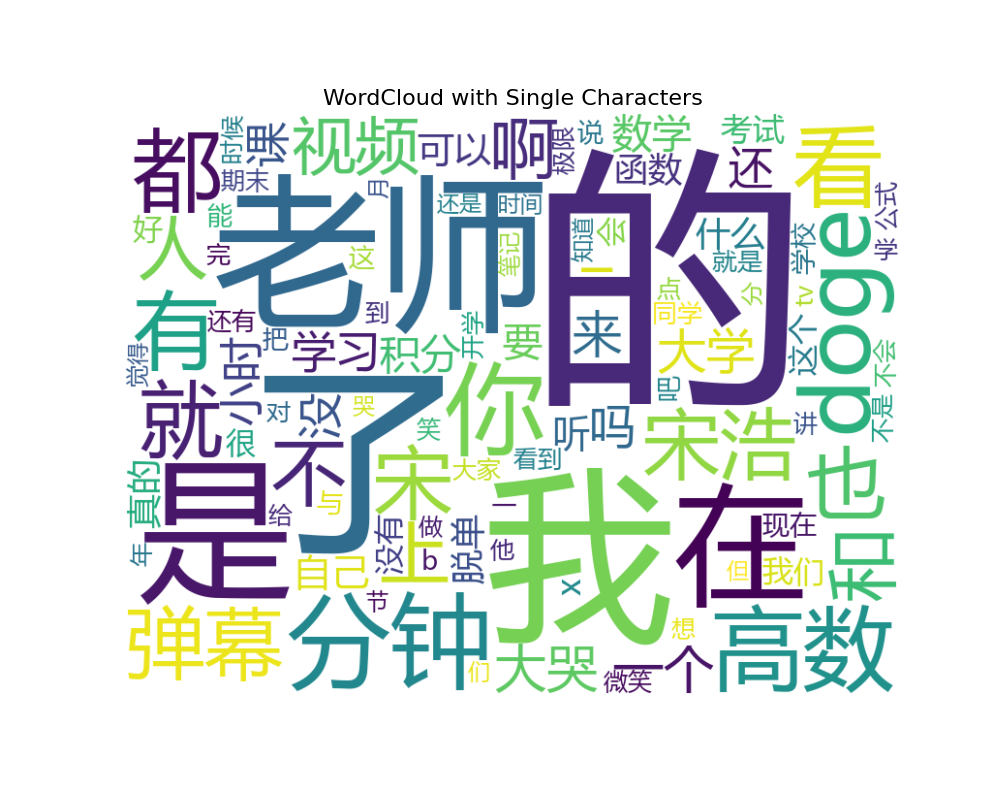 WordCloud with Single Characters
都
时候
课
视频
可以
啊
极限
说
数学
考试
看
期末
月
函数
还
公式
张
好
人
能
完
老师
还是
时间
的
知道
会
什么
就是
学校
doge
这
笔记
一
点
分
tv
有
还有
把
到
开学
要
来
同学
大学
这个
觉得
小时
学习
积分
了
你
吧
不会
不是
就
对
没
哭
笑
听
吗
宋浩
讲
也
很
不
宋
大家
看到
真的
是
给
与
我
在
现在
和
年
没有
做
b
上
脱单
一
他
x
自己
节
但
我们
弹幕
分钟
们
大哭
微笑
一个
想
高数